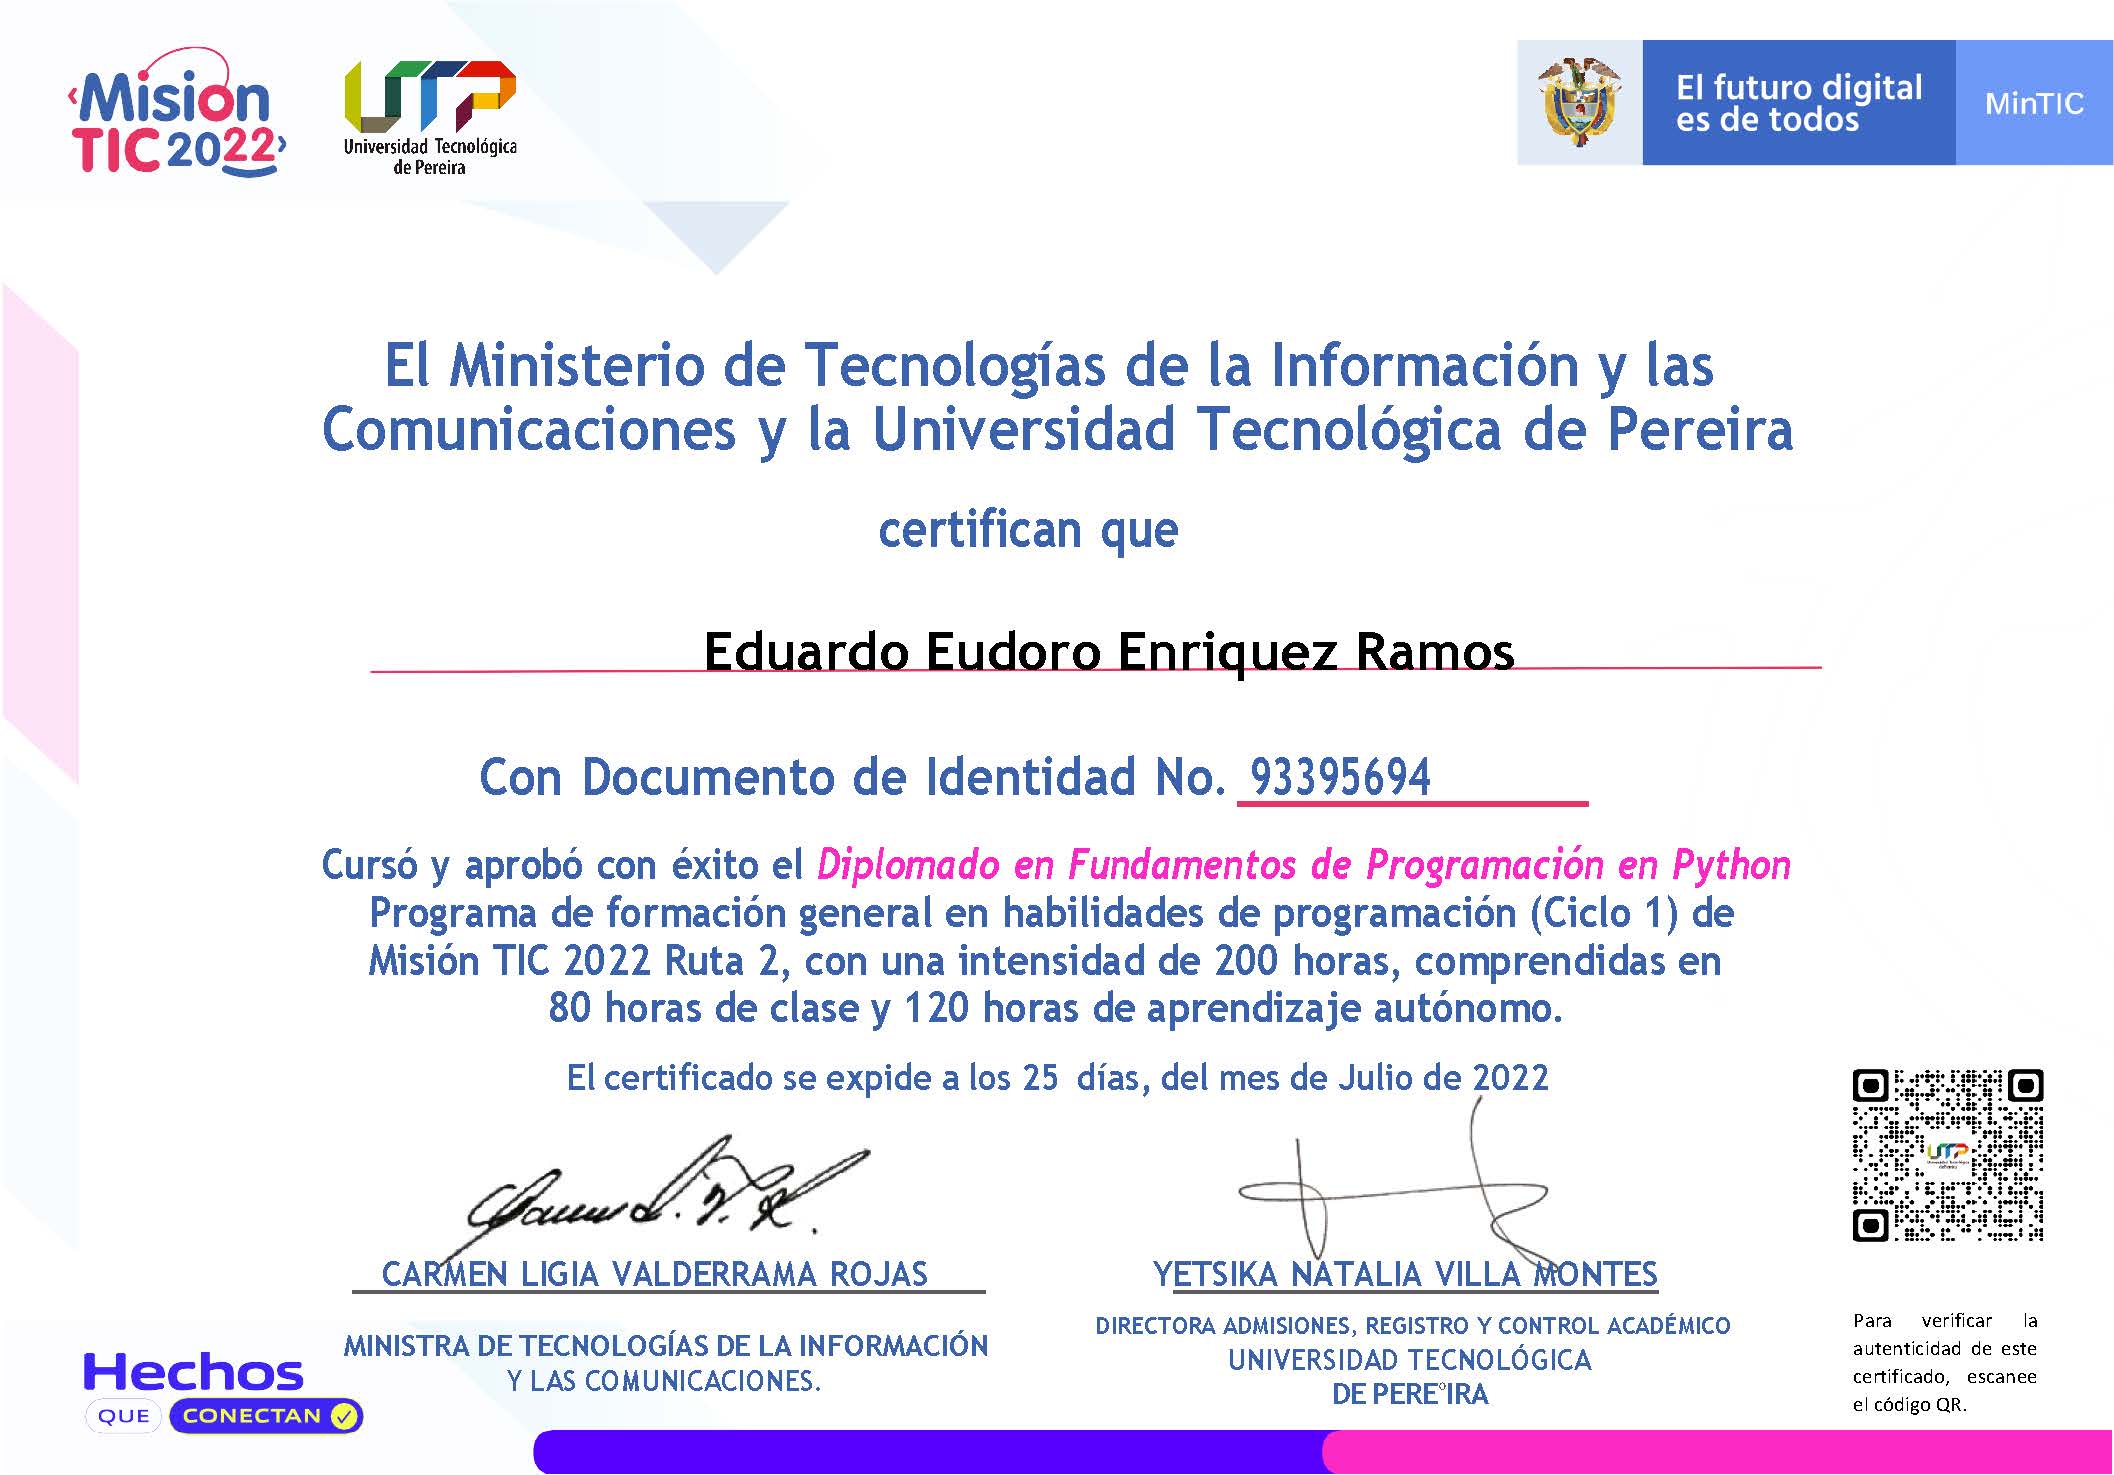 ‹Misión
TIC 2022›
UTP
Universidad Tecnológica
de Pereira
El futuro digital
es de todos
MinTIC
El Ministerio de Tecnologías de la Información y las
Comunicaciones y la Universidad Tecnológica de Pereira
certifican que
Eduardo Eudoro Enriquez Ramos
Con Documento de Identidad No. 93395694
Cursó y aprobó con éxito el Diplomado en Fundamentos de Programación en Python
Programa de formación general en habilidades de programación (Ciclo 1) de
Misión TIC 2022 Ruta 2, con una intensidad de 200 horas, comprendidas en
80 horas de clase y 120 horas de aprendizaje autónomo.
El certificado se expide a los 25 días, del mes de Julio de 2022
CARMEN LIGIA VALDERRAMA ROJAS
MINISTRA DE TECNOLOGÍAS DE LA INFORMACIÓN
Y LAS COMUNICACIONES.
YETSIKA NATALIA VILLA MONTES
DIRECTORA ADMISIONES, REGISTRO Y CONTROL ACADÉMICO
UNIVERSIDAD TECNOLÓGICA
DE PERE°IRA
UTP
Para verificar la
autenticidad de este
certificado, escanee
el código QR.
Hechos
QUE CONECTAN